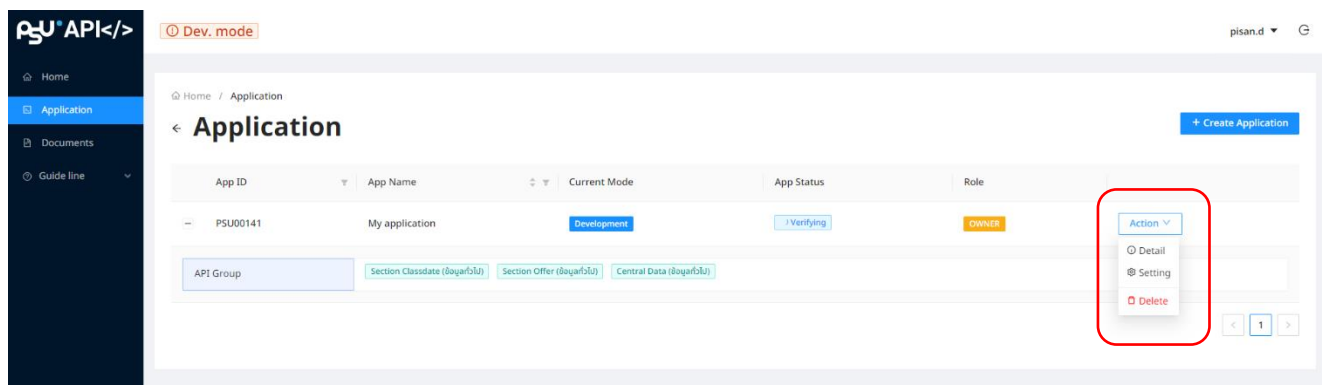 PSU API</>
Dev. mode
pisan.d
Home
Application
Documents
Guide line
Home / Application
Application
+ Create Application
App ID
App Name
Current Mode
App Status
Role
PSU00141
My application
Development
Verifying
OWNER
Action
Detail
Setting
Delete
API Group
Section Classdate (ข้อมูลทั่วไป)
Section Offer (ข้อมูลทั่วไป)
Central Data (ข้อมูลทั่วไป)
< 1 >